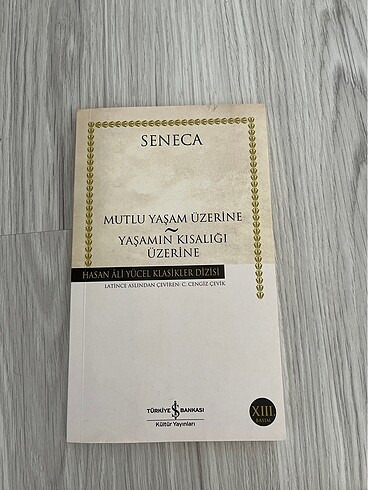 SENECA
MUTLU YAŞAM ÜZERİNE
~
YAŞAMIN KISALIĞI
ÜZERİNE
HASAN ÂLİ YÜCEL KLASİKLER DİZİSİ
LATİNCE ASLINDAN ÇEVİREN: C. CENGİZ ÇEVİK
XIII.
BASIM
TÜRKİYE İŞ BANKASI
Kültür Yayınları